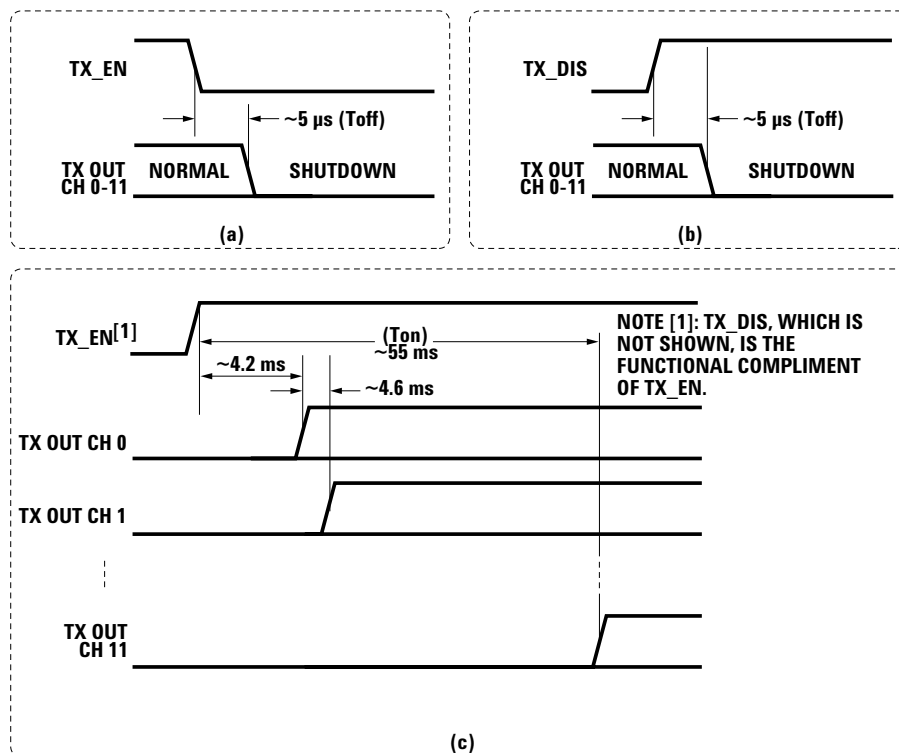 TX_EN
~5 µs (Toff)
TX OUT
CH 0-11
NORMAL
SHUTDOWN
(a)
TX_DIS
~5 µs (Toff)
TX OUT
CH 0-11
NORMAL
SHUTDOWN
(b)
TX_EN[1]
(Ton)
~55 ms
~4.2 ms
~4.6 ms
NOTE [1]: TX_DIS, WHICH IS
NOT SHOWN, IS THE
FUNCTIONAL COMPLIMENT
OF TX_EN.
TX OUT CH 0
TX OUT CH 1
TX OUT
CH 11
(c)